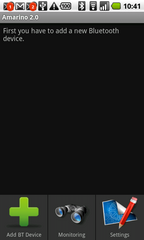 10:41
Amarino 2.0
First you have to add a new Bluetooth
device.
Add BT Device
Monitoring
Settings